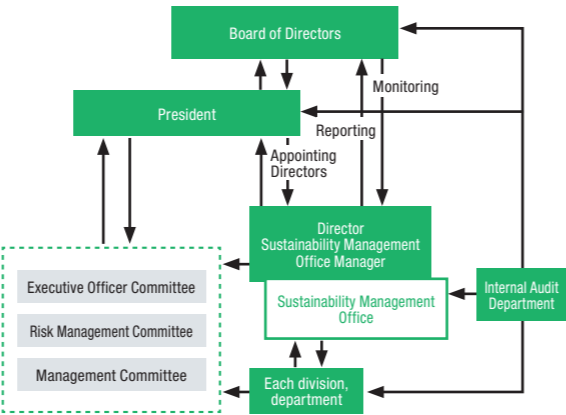 Board of Directors
Monitoring
President
Reporting
Appointing
Directors
Director
Sustainability Management
Office Manager
Executive Officer Committee
Internal Audit
Department
Sustainability Management
Office
Risk Management Committee
Management Committee
Each division,
department